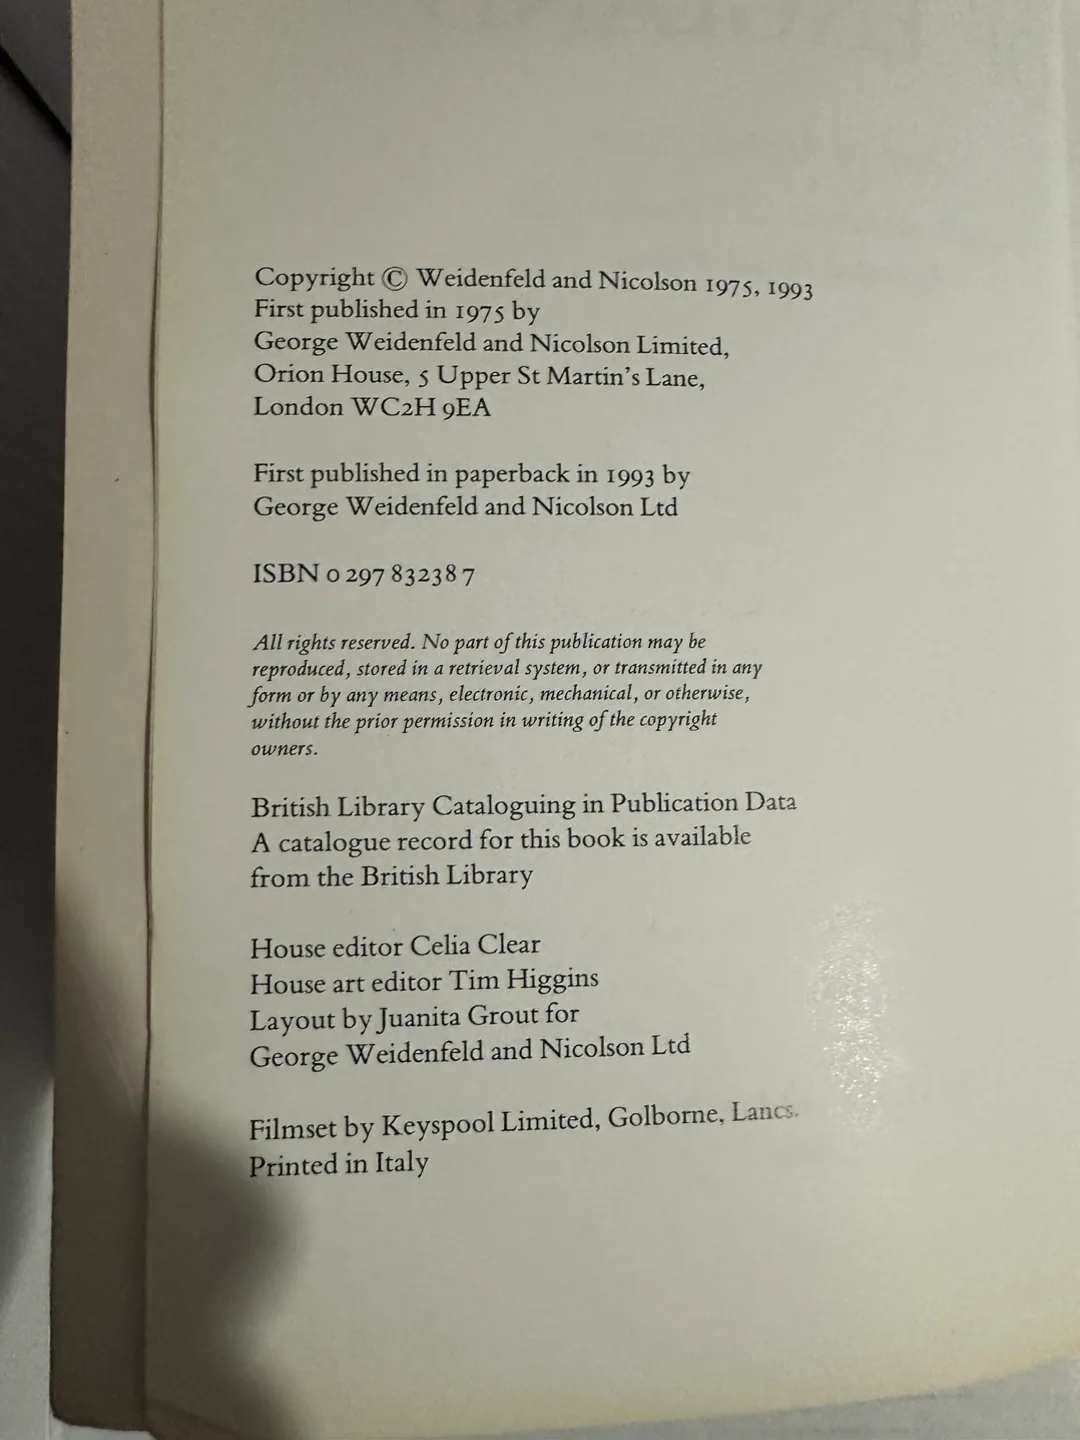 Copyright © Weidenfeld and Nicolson 1975, 1993
First published in 1975 by
George Weidenfeld and Nicolson Limited,
Orion House, 5 Upper St Martin's Lane,
London WC2H 9EA
First published in paperback in 1993 by
George Weidenfeld and Nicolson Ltd
ISBN 0 297 83238 7
All rights reserved. No part of this publication may be
reproduced, stored in a retrieval system, or transmitted in any
form or by any means, electronic, mechanical, or otherwise,
without the prior permission in writing of the copyright
owners.
British Library Cataloguing in Publication Data
A catalogue record for this book is available
from the British Library
House editor Celia Clear
House art editor Tim Higgins
Layout by Juanita Grout for
George Weidenfeld and Nicolson Ltd
Filmset by Keyspool Limited, Golborne, Lancs.
Printed in Italy